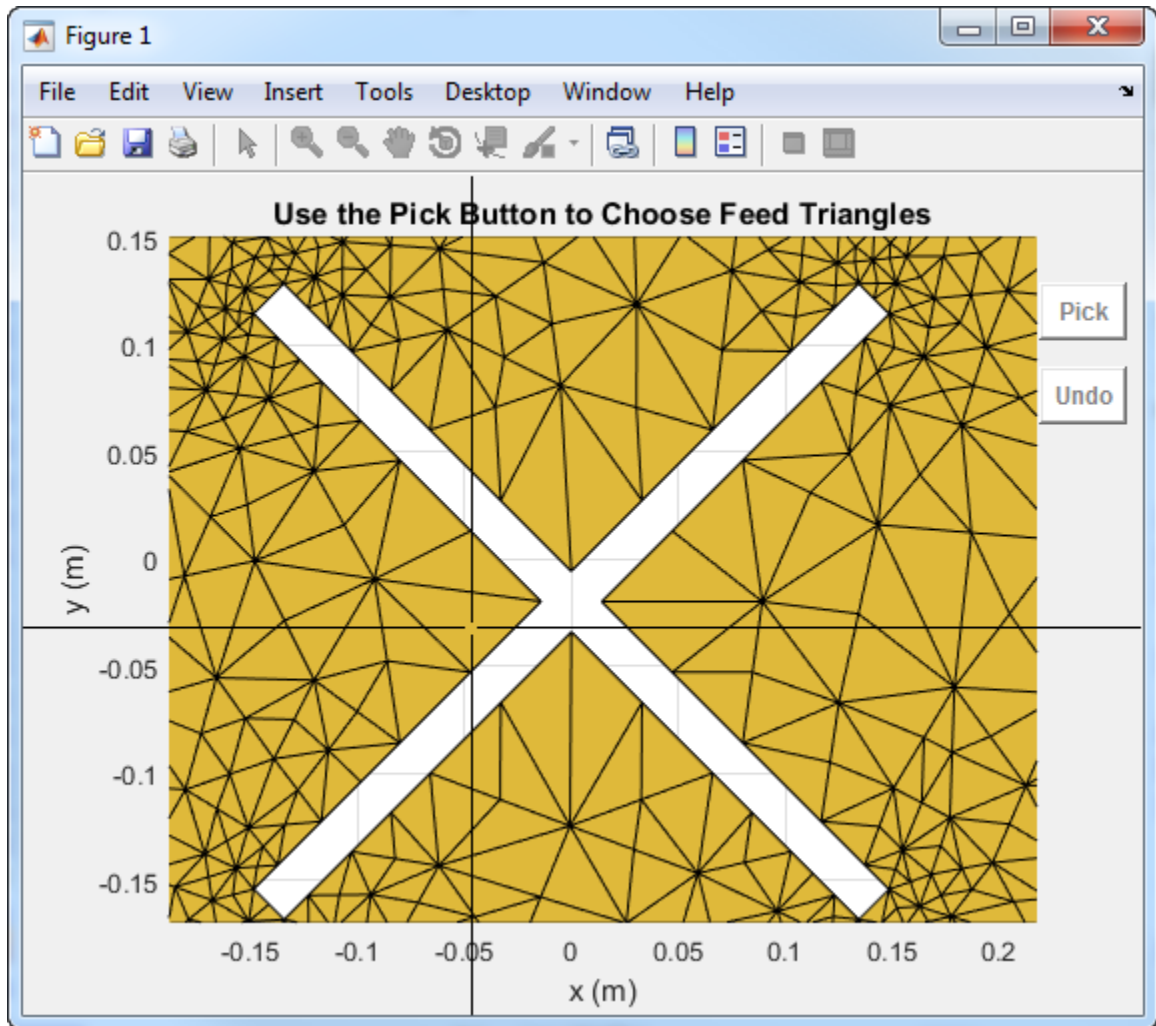 Figure 1
File Edit View Insert Tools Desktop Window Help
Use the Pick Button to Choose Feed Triangles
0.15
0.1
0.05
0
-0.05
-0.1
-0.15
y (m)
Pick
Undo
-0.15 -0.1 -0.05 0 0.05 0.1 0.15 0.2
x (m)